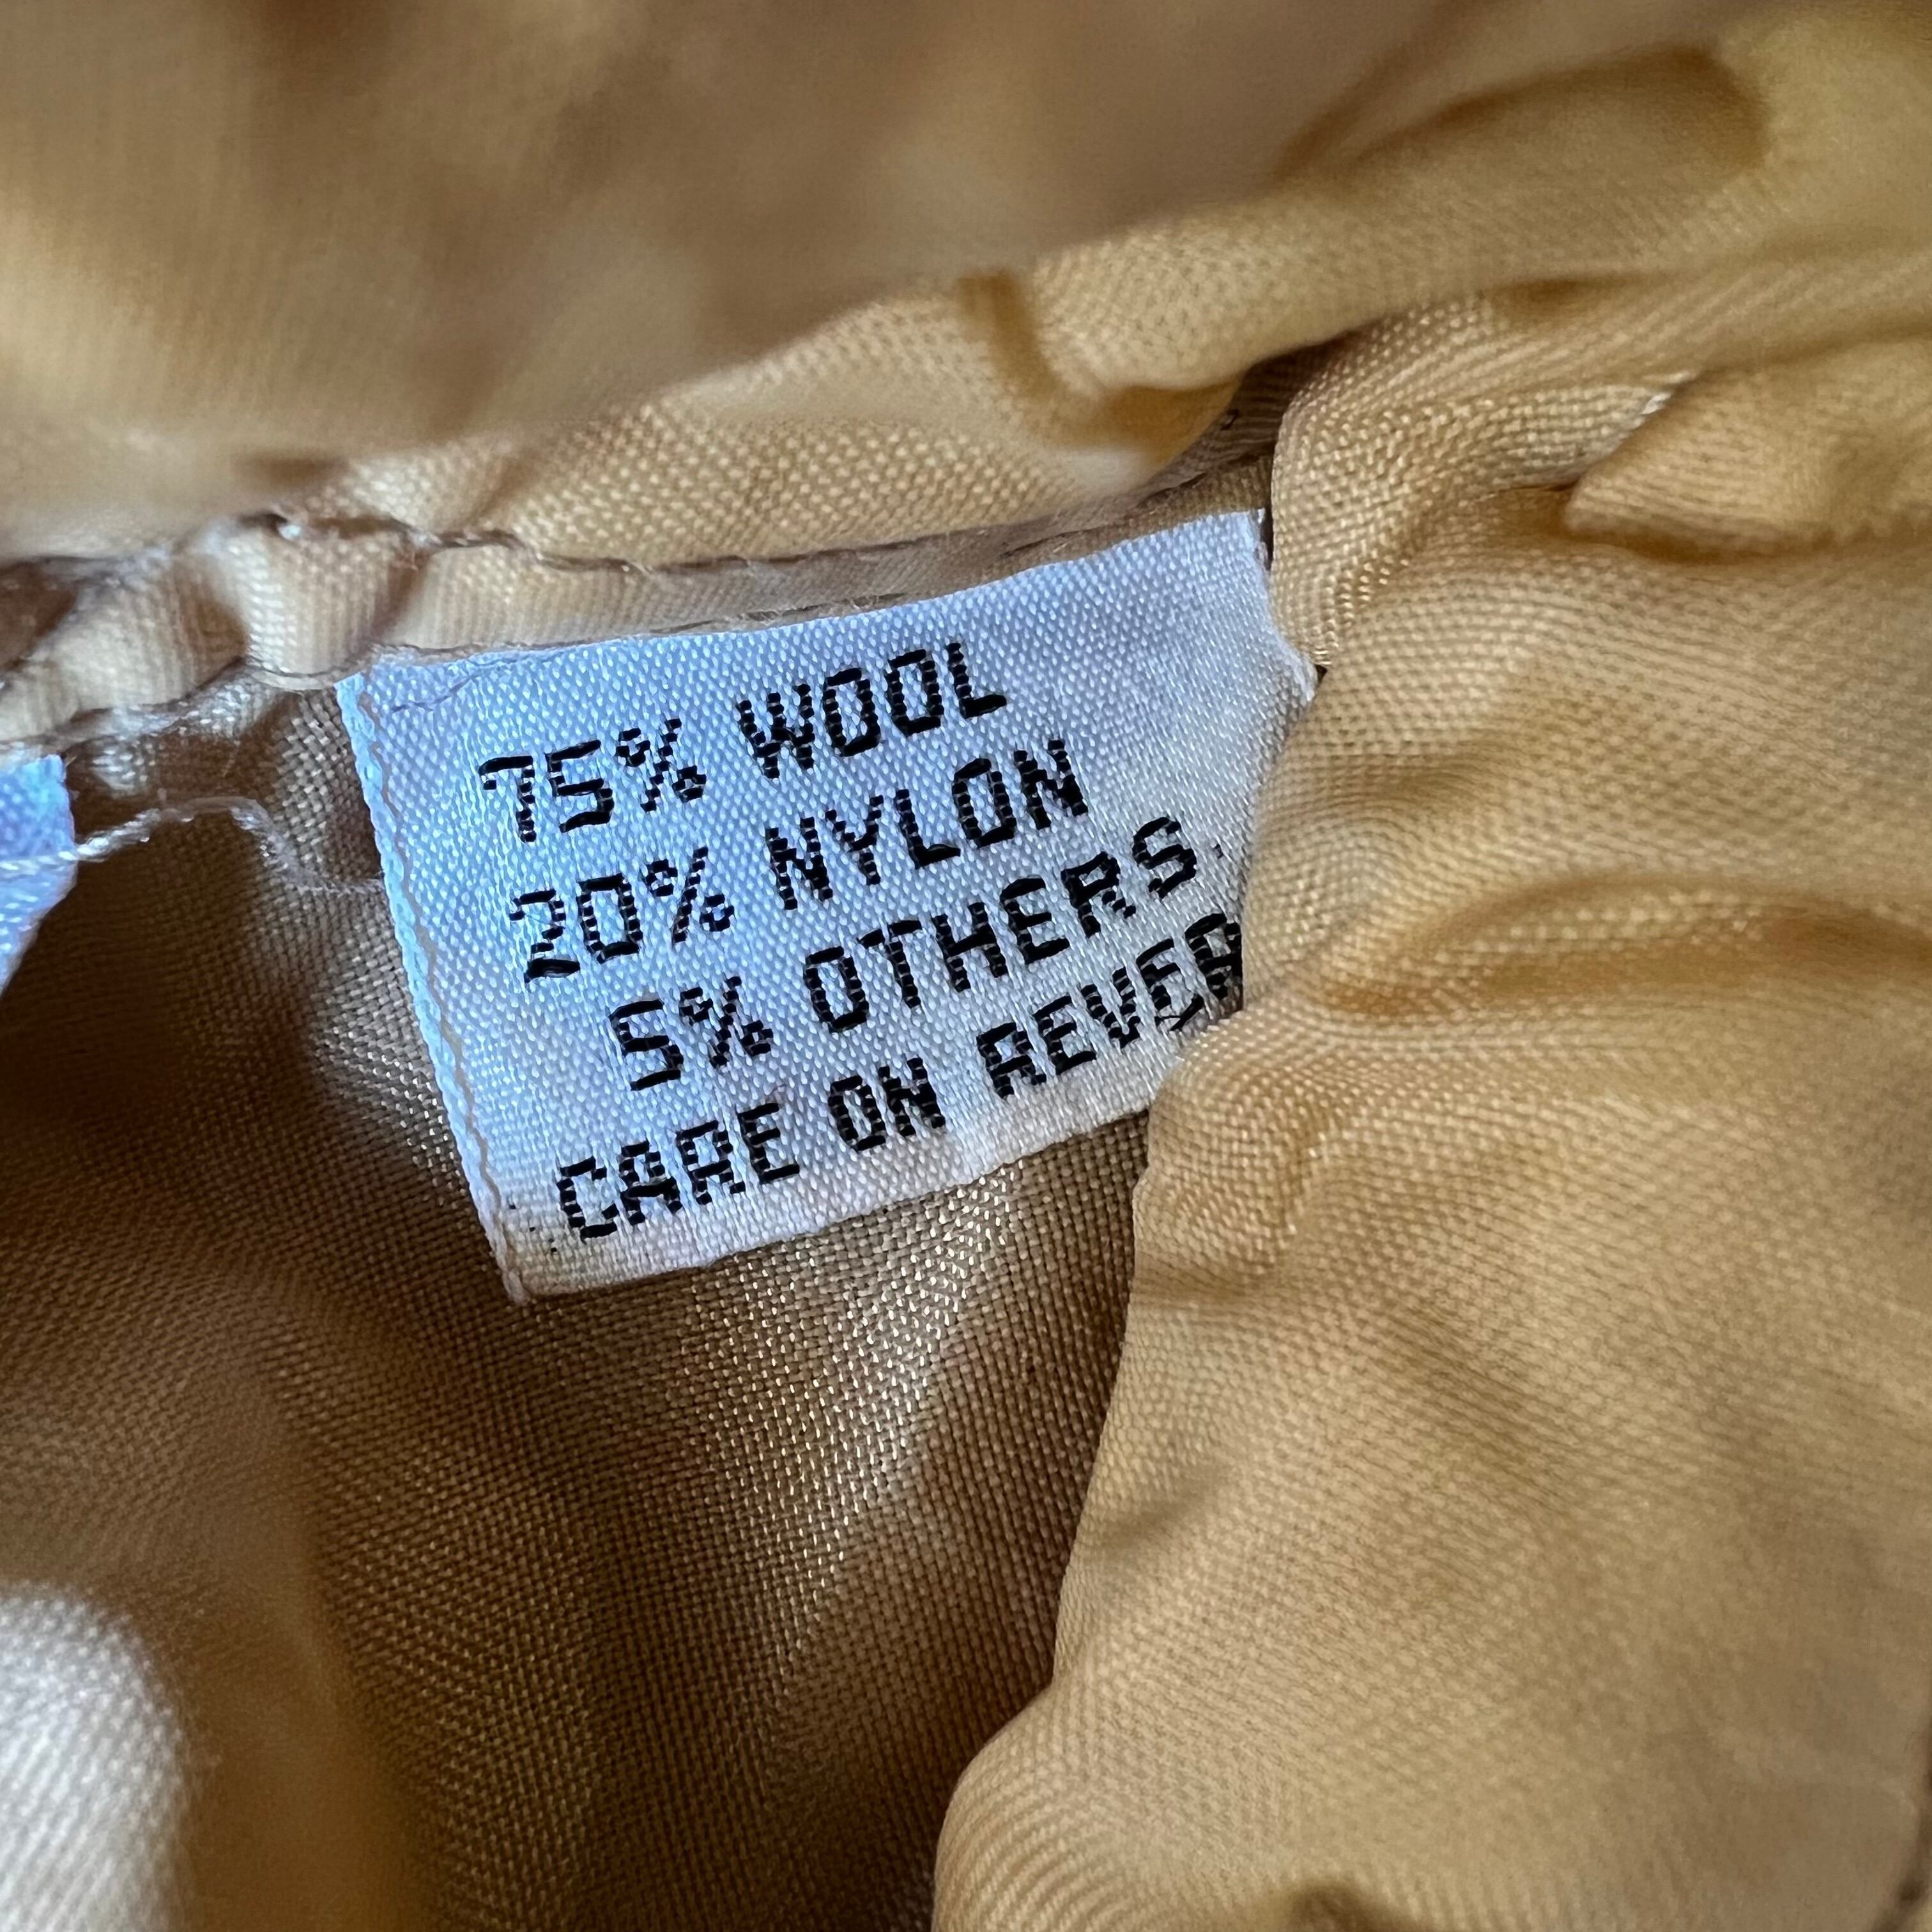 75% WOOL
20% NYLON
5% OTHERS
CARE ON REVER